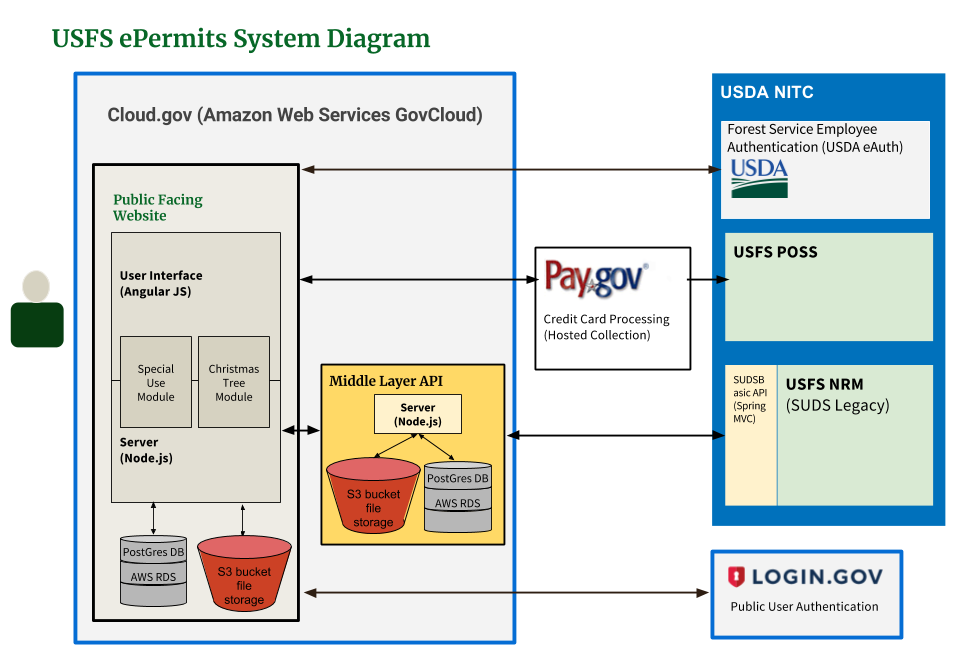 USFS ePermits System Diagram
Cloud.gov (Amazon Web Services GovCloud)
Public Facing
Website
User Interface
(Angular JS)
Special
Use
Module
Christmas
Tree
Module
Server
(Node.js)
PostGres DB
AWS RDS
S3 bucket
file
storage
Middle Layer API
Server
(Node.js)
S3 bucket
file
storage
PostGres DB
AWS RDS
Pay.gov®
Credit Card Processing
(Hosted Collection)
USDA NITC
Forest Service Employee
Authentication (USDA eAuth)
USDA
USFS POSS
SUDSB
asic API
(Spring
MVC)
USFS NRM
(SUDS Legacy)
LOGIN.GOV
Public User Authentication